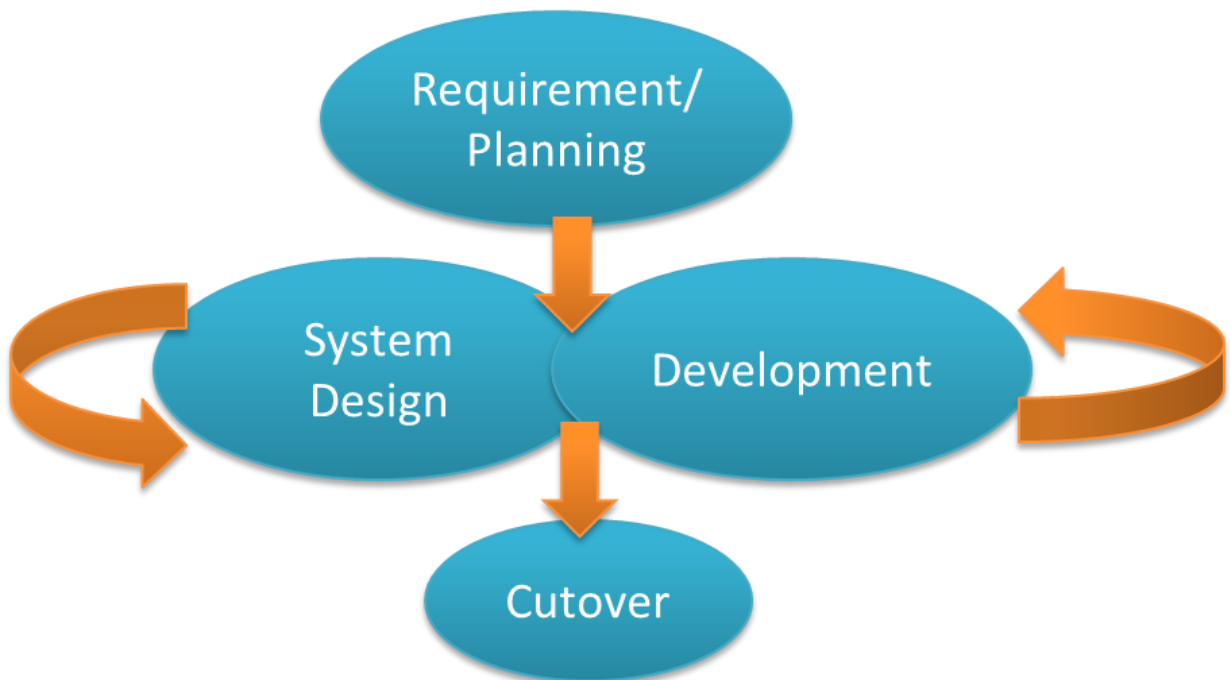 Requirement/
Planning
System
Design
Development
Cutover